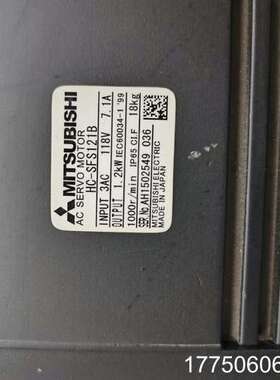 MITSUBISHI
AC SERVO MOTOR
HC-SFS121B
INPUT 3AC 118V 7.1A
OUTPUT 1.2kW IEC60034-1 '99
1000r/min IP65 Cl.F 18kg
SER.No.AH1502549 036
MITSUBISHI ELECTRIC
MADE IN JAPAN
17750606